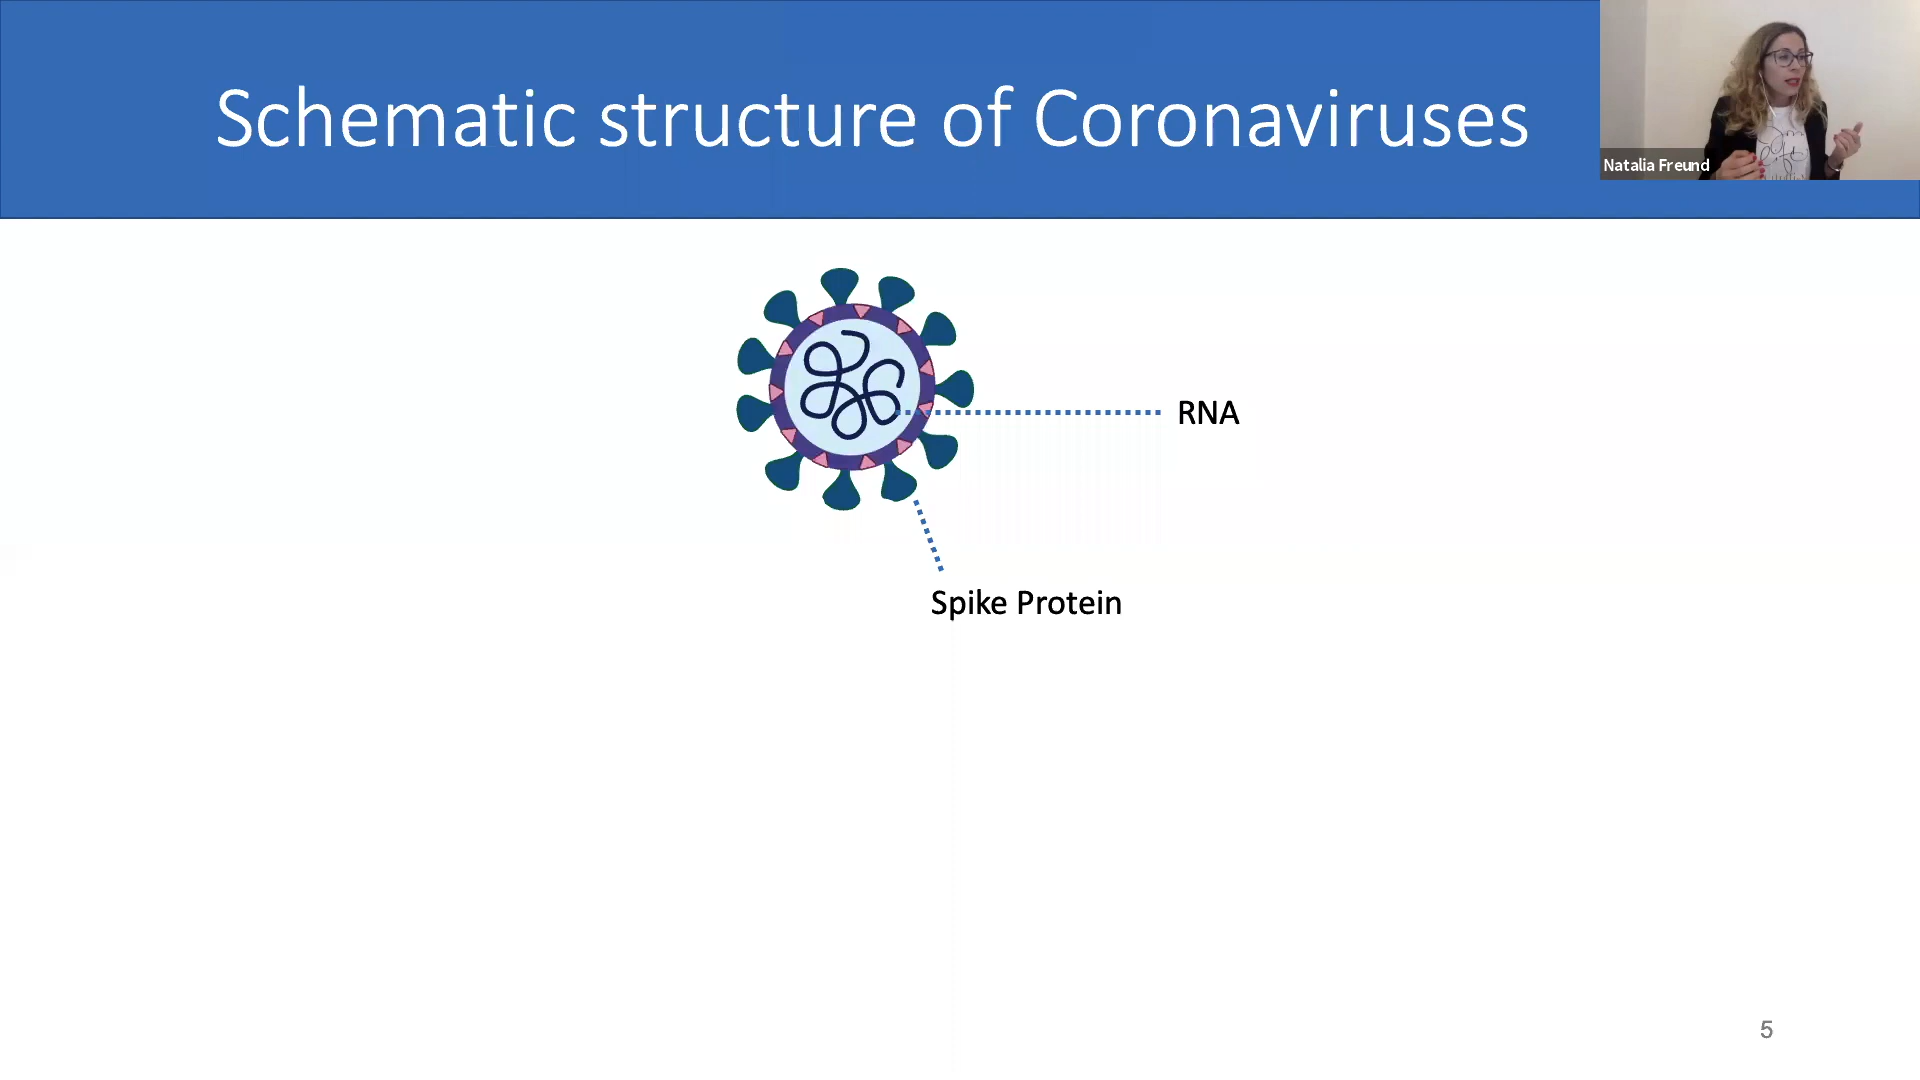 Schematic structure of Coronaviruses
Natalia Freund
RNA
Spike Protein
5